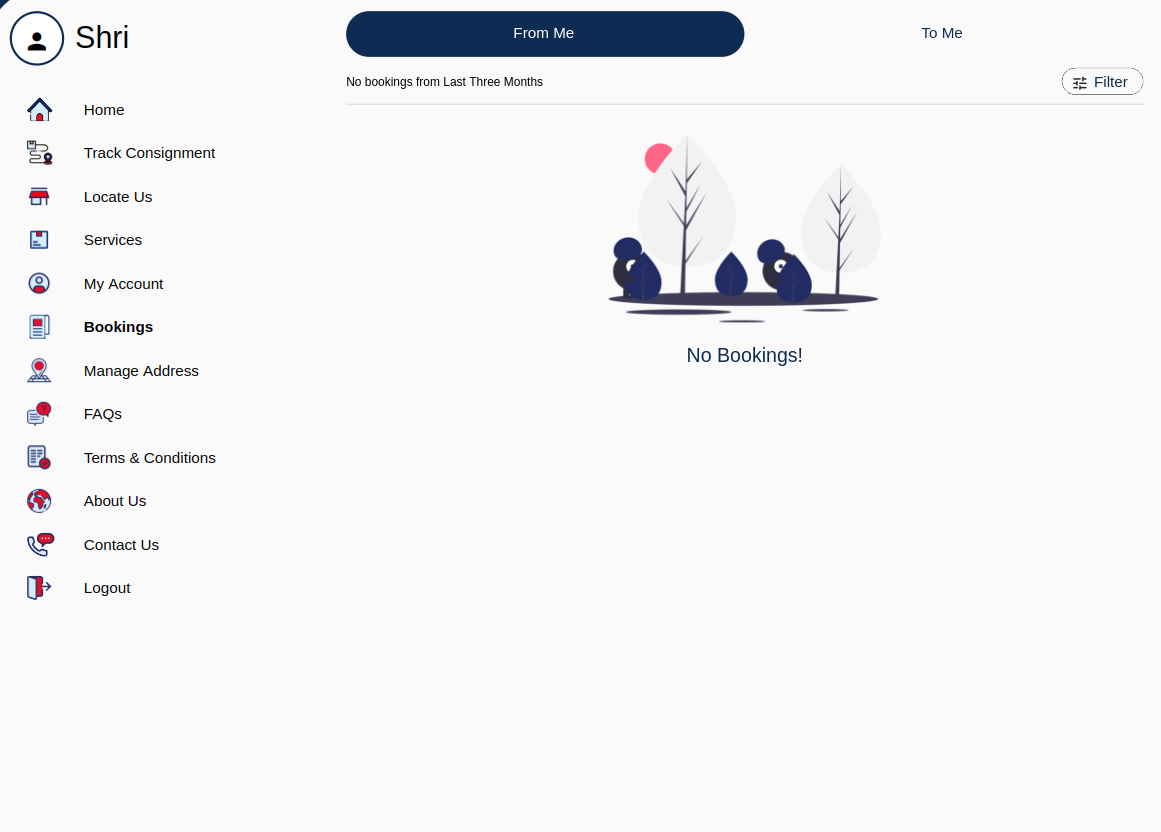 Shri
Home
Track Consignment
Locate Us
Services
My Account
Bookings
Manage Address
FAQs
Terms & Conditions
About Us
Contact Us
Logout
From Me
To Me
No bookings from Last Three Months
Filter
No Bookings!